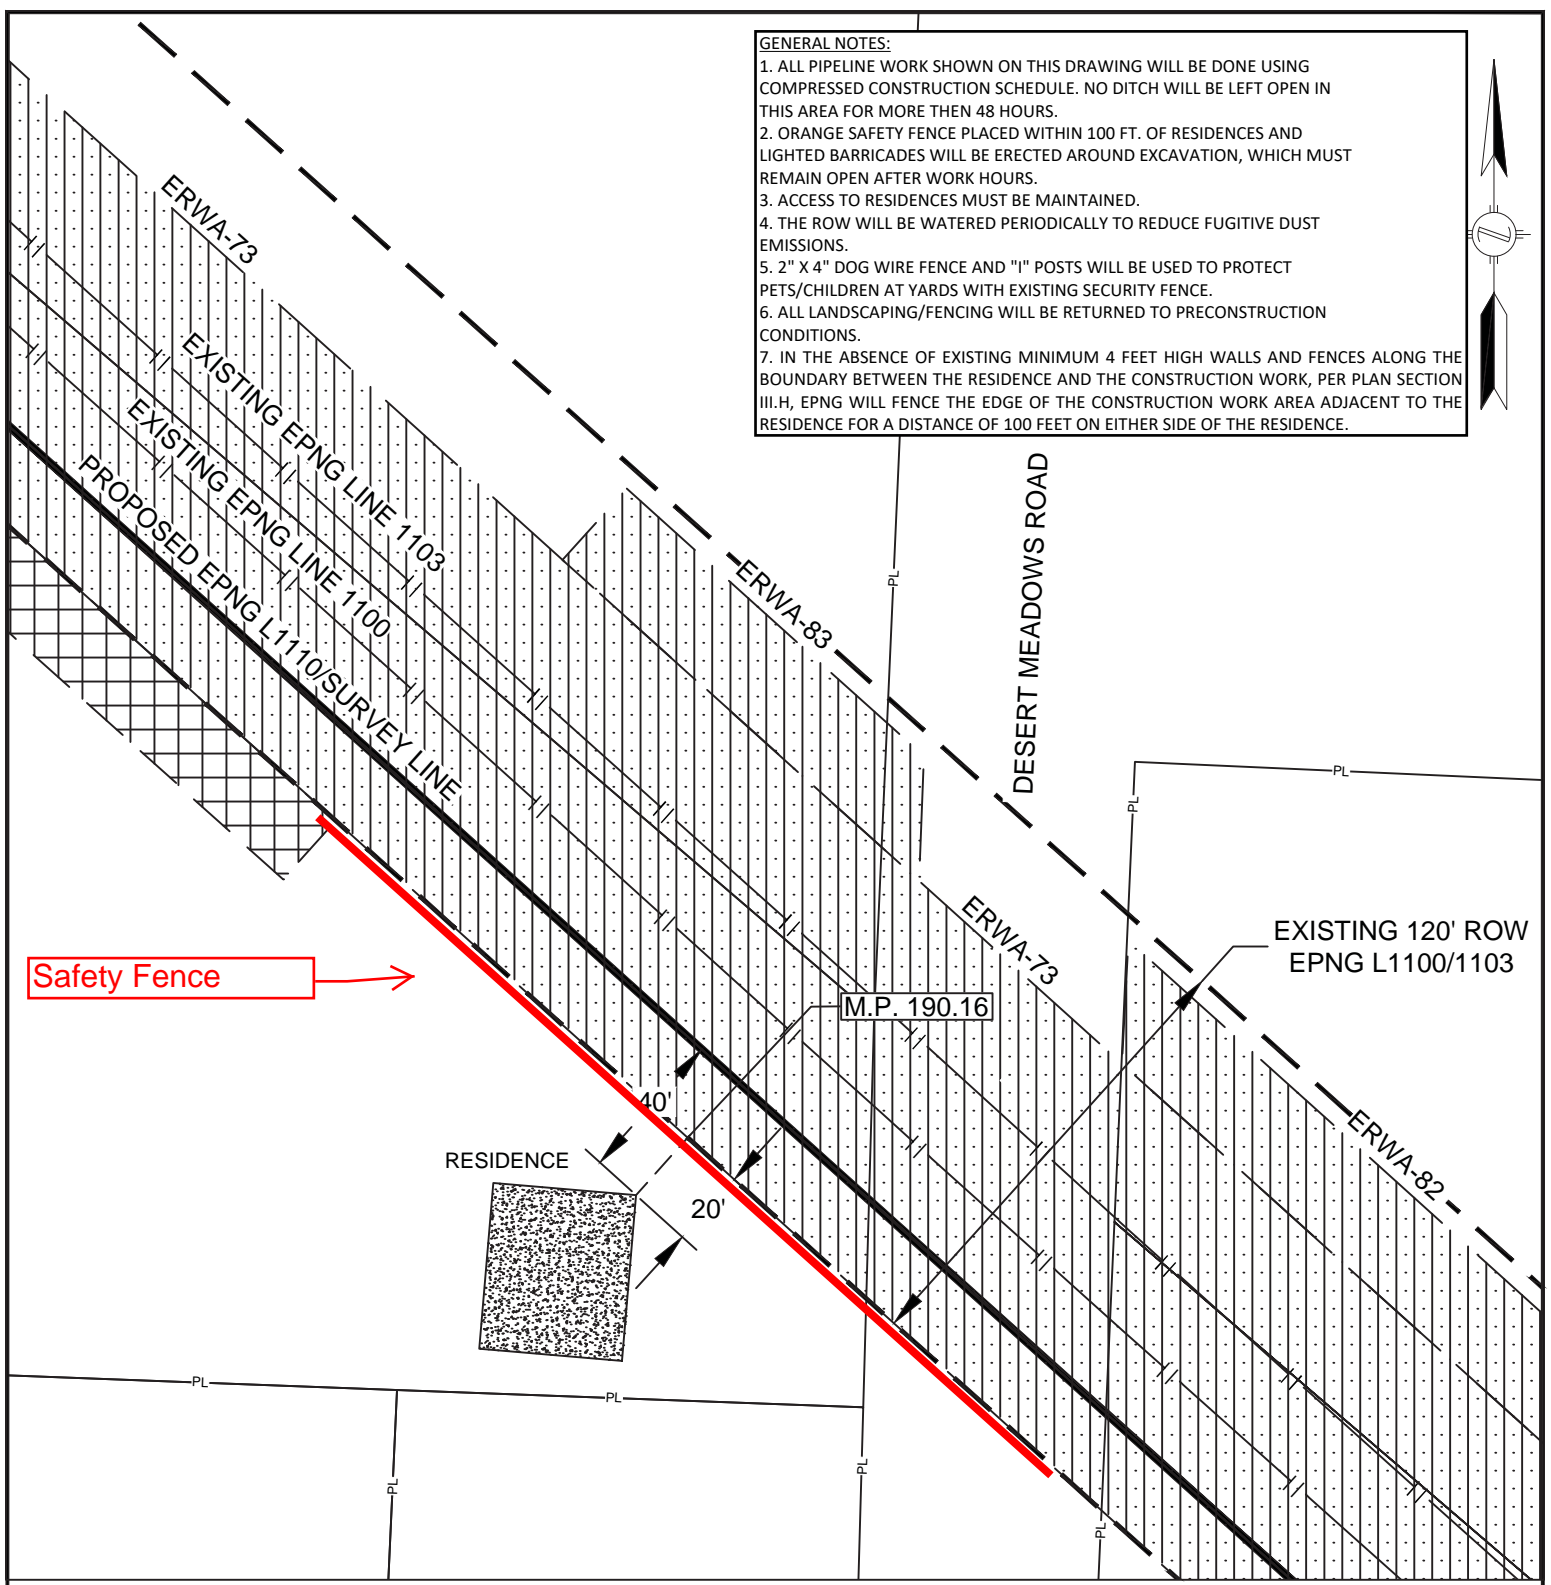 GENERAL NOTES:
1. ALL PIPELINE WORK SHOWN ON THIS DRAWING WILL BE DONE USING
COMPRESSED CONSTRUCTION SCHEDULE. NO DITCH WILL BE LEFT OPEN IN
THIS AREA FOR MORE THEN 48 HOURS.
2. ORANGE SAFETY FENCE PLACED WITHIN 100 FT. OF RESIDENCES AND
LIGHTED BARRICADES WILL BE ERECTED AROUND EXCAVATION, WHICH MUST
REMAIN OPEN AFTER WORK HOURS.
3. ACCESS TO RESIDENCES MUST BE MAINTAINED.
4. THE ROW WILL BE WATERED PERIODICALLY TO REDUCE FUGITIVE DUST
EMISSIONS.
5. 2" X 4" DOG WIRE FENCE AND "I" POSTS WILL BE USED TO PROTECT
PETS/CHILDREN AT YARDS WITH EXISTING SECURITY FENCE.
6. ALL LANDSCAPING/FENCING WILL BE RETURNED TO PRECONSTRUCTION
CONDITIONS.
7. IN THE ABSENCE OF EXISTING MINIMUM 4 FEET HIGH WALLS AND FENCES ALONG THE
BOUNDARY BETWEEN THE RESIDENCE AND THE CONSTRUCTION WORK, PER PLAN SECTION
III.H, EPNG WILL FENCE THE EDGE OF THE CONSTRUCTION WORK AREA ADJACENT TO THE
RESIDENCE FOR A DISTANCE OF 100 FEET ON EITHER SIDE OF THE RESIDENCE.
Z
ERWA-73
EXISTING EPNG LINE 1103
EXISTING EPNG LINE 1100
PROPOSED EPNG L1110/SURVEY LINE
ERWA-83
DESERT MEADOWS ROAD
PL
PL
PL
ERWA-73
EXISTING 120' ROW
EPNG L1100/1103
Safety Fence
M.P. 190.16
40'
RESIDENCE
20'
ERWA-82
PL
PL
PL
PL
PL